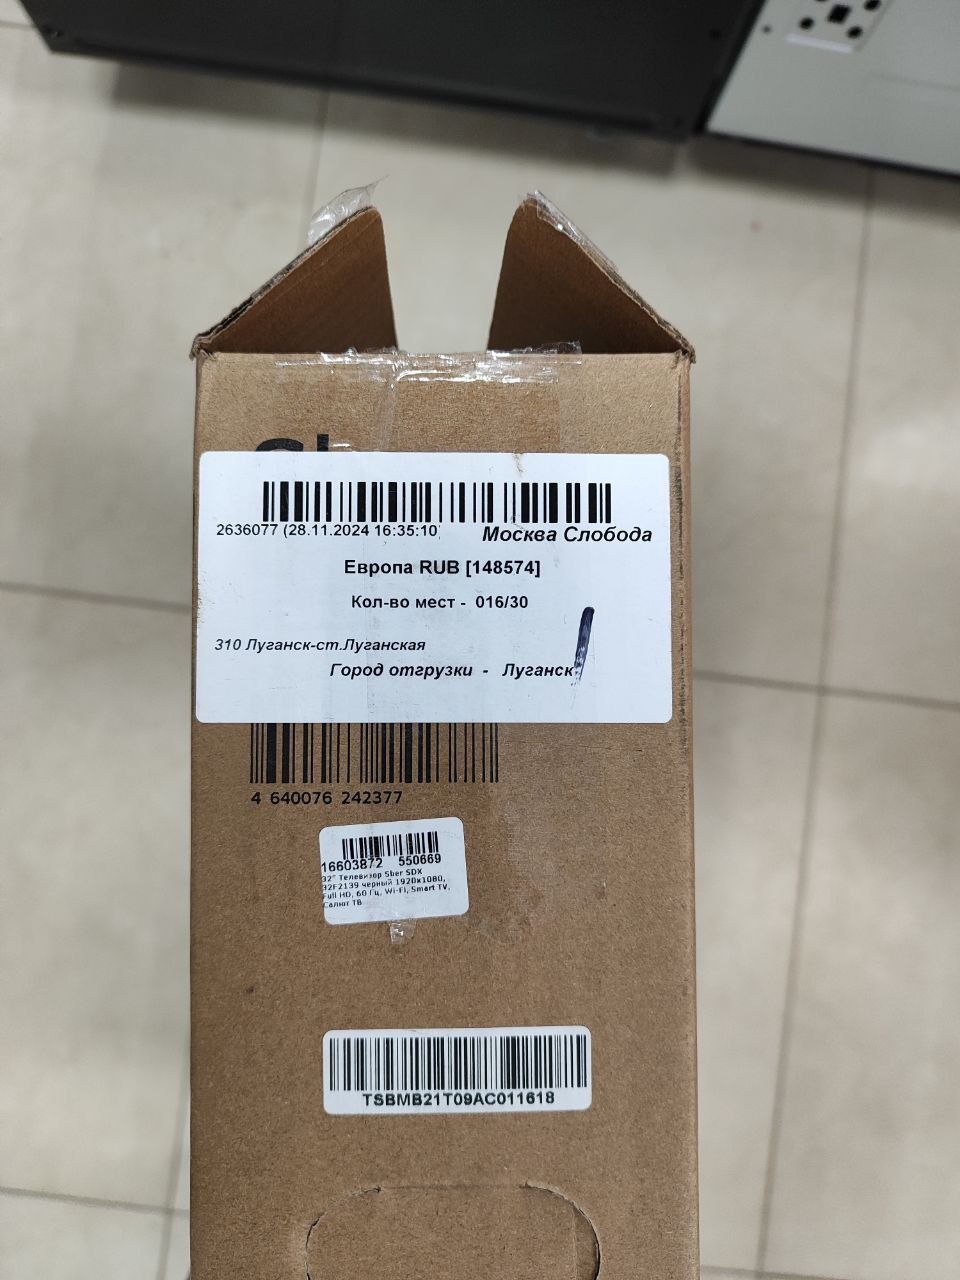 2636077 (28.11.2024 16:35:10)
Москва Слобода
Европа RUB [148574]
Кол-во мест - 016/30
310 Луганск-ст.Луганская
Город отгрузки - Луганск
4 640076 242377
16603872 550669
32" Телевизор Sber SDX
32F2139 черный 1920x1080,
Full HD, 60 Гц, Wi-Fi, Smart TV,
Салют ТВ
TSBMB21T09AC011618